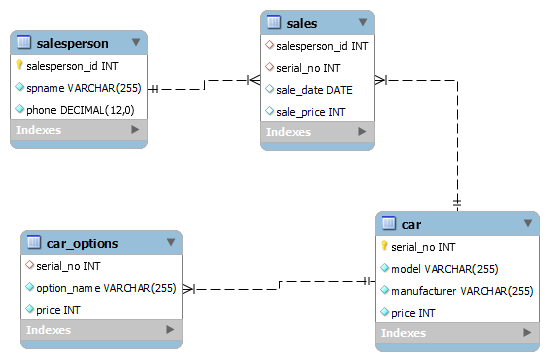 salesperson
salesperson_id INT
spname VARCHAR(255)
phone DECIMAL(12,0)
Indexes
sales
salesperson_id INT
serial_no INT
sale_date DATE
sale_price INT
Indexes
car_options
serial_no INT
option_name VARCHAR(255)
price INT
Indexes
car
serial_no INT
model VARCHAR(255)
manufacturer VARCHAR(255)
price INT
Indexes